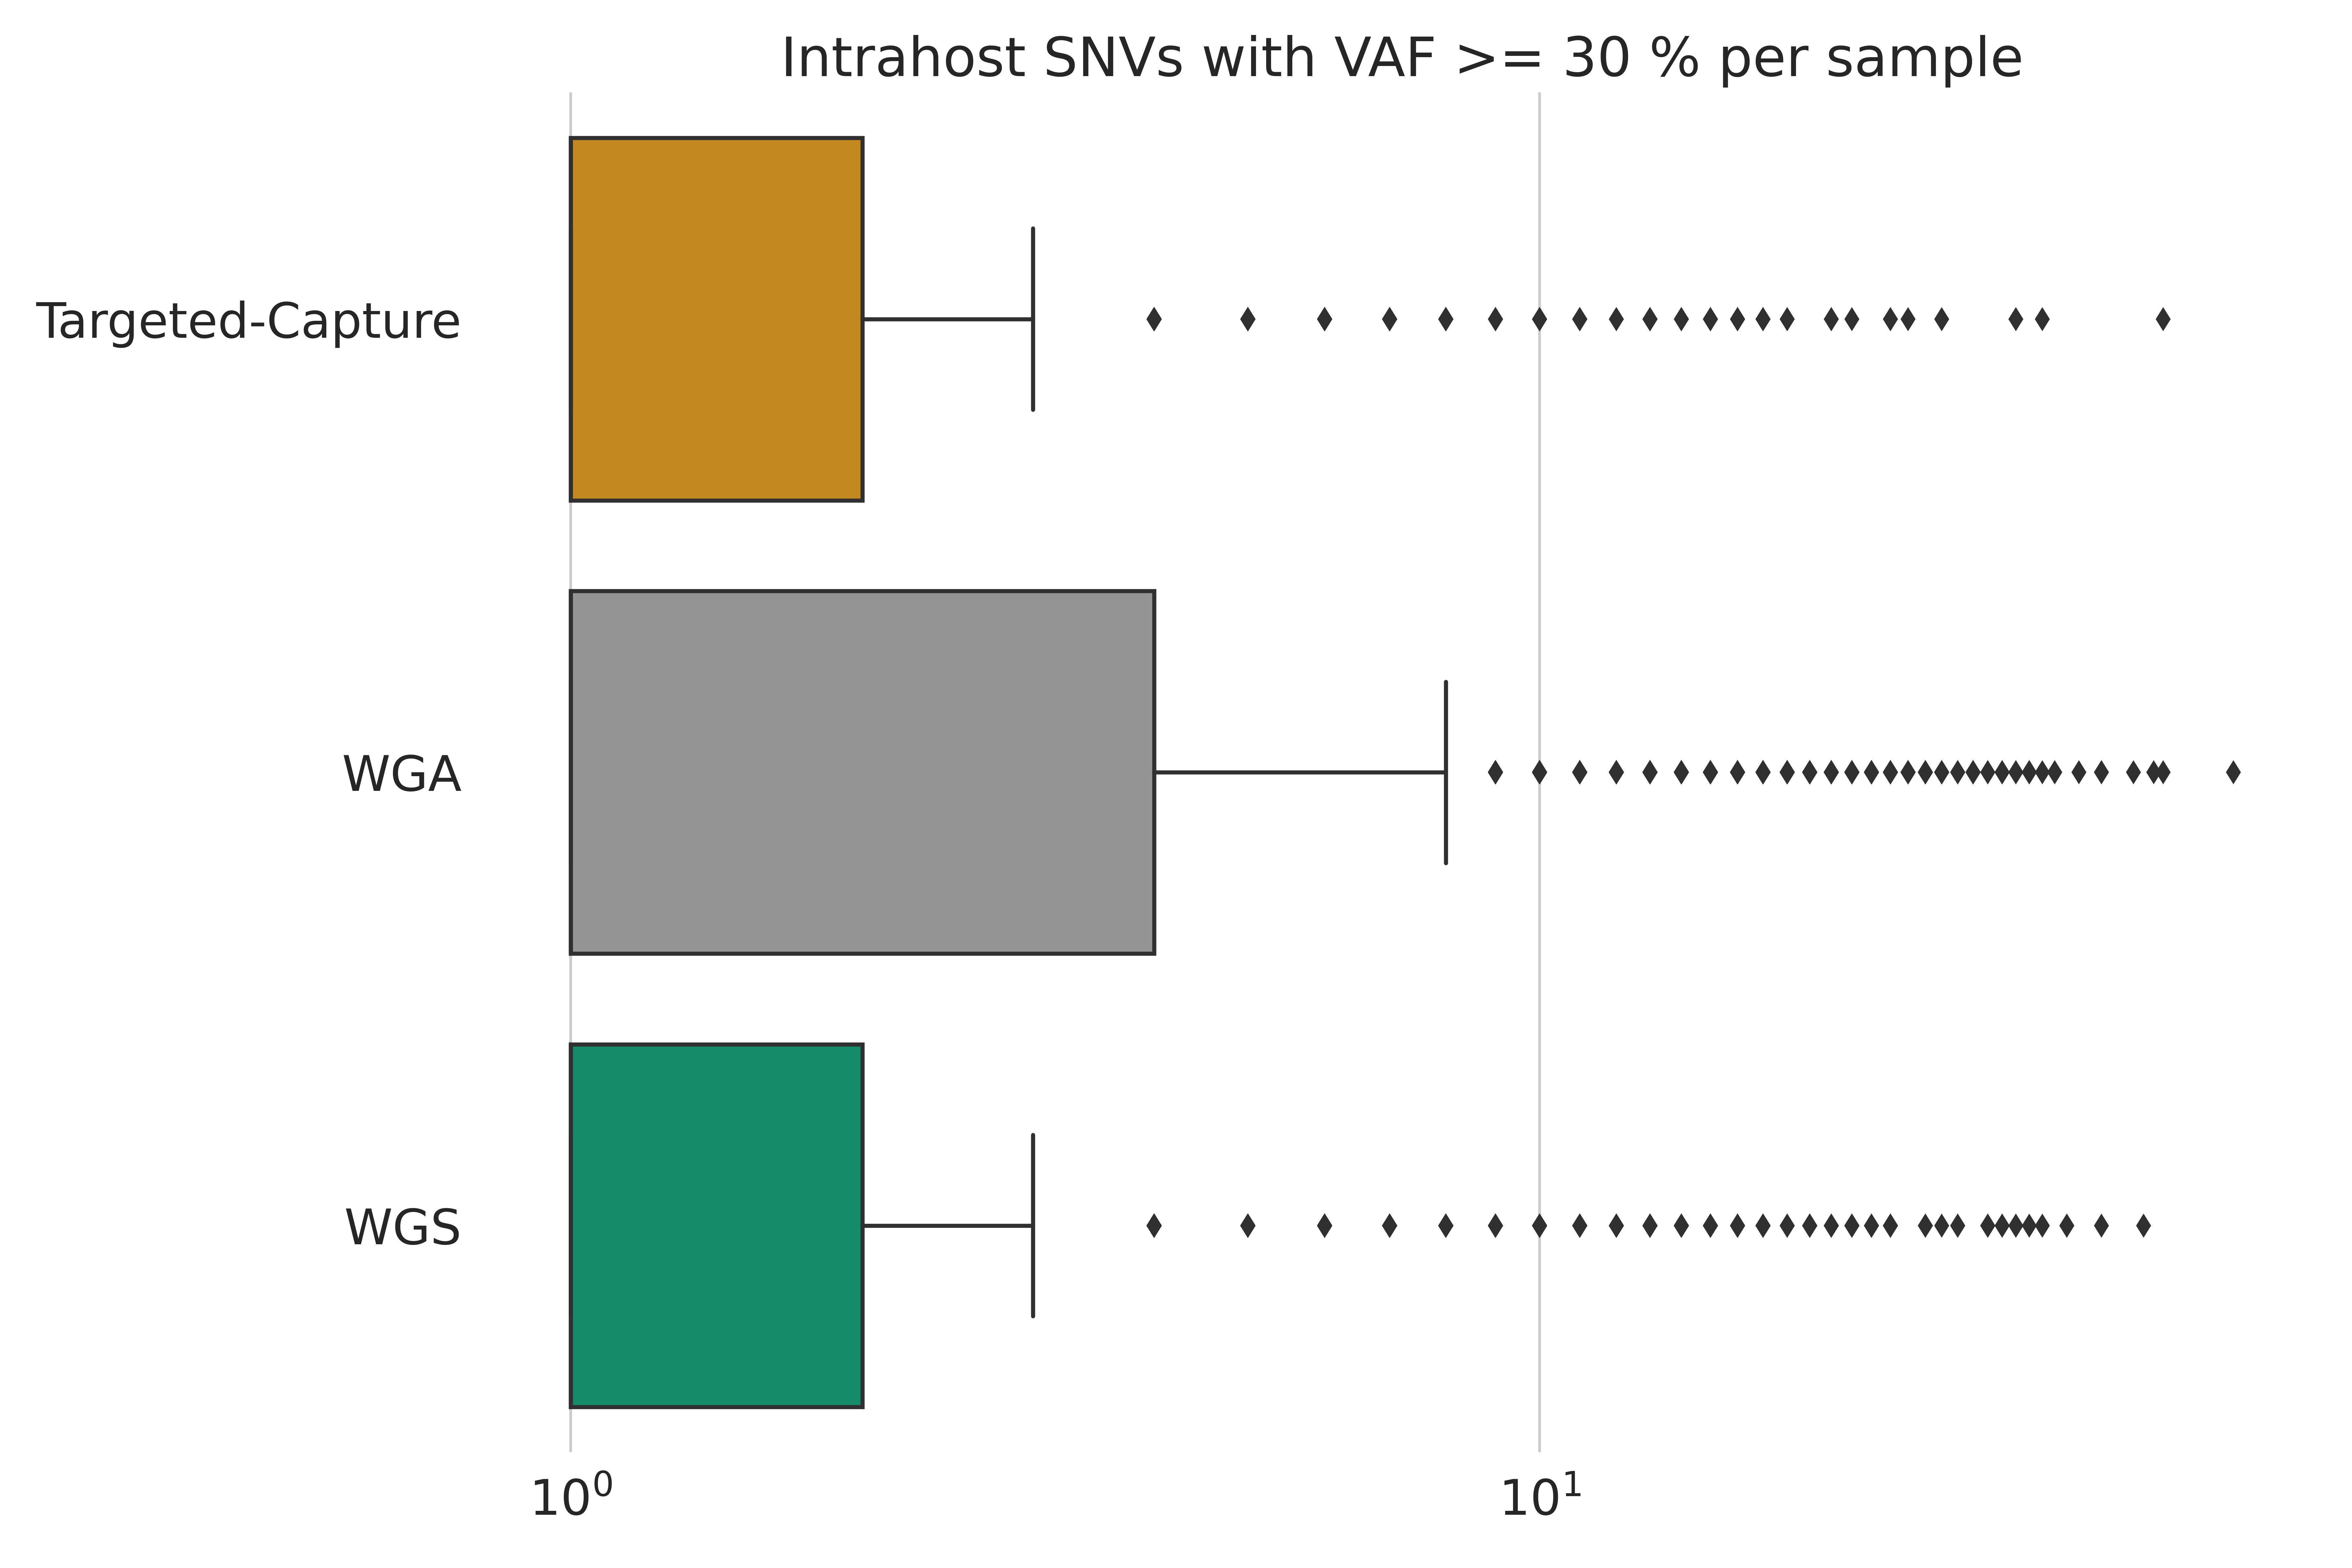 Intrahost SNVs with VAF >= 30 % per sample
Targeted-Capture
WGA
WGS
10⁰ 10¹